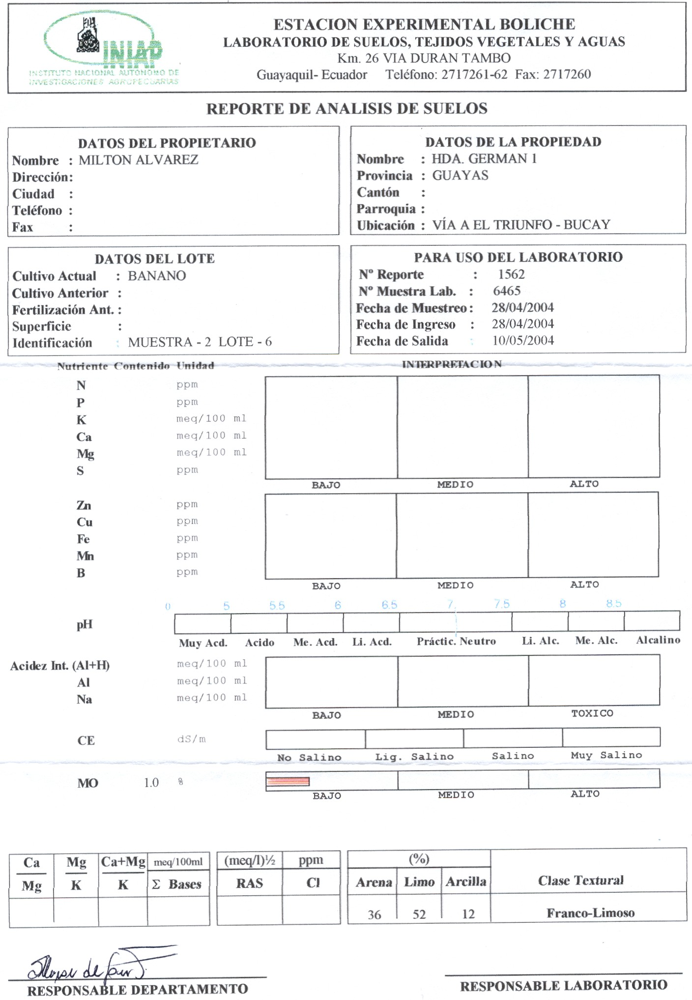 INIAP
INSTITUTO NACIONAL AUTONOMO DE
INVESTIGACIONES AGROPECUARIAS
ESTACION EXPERIMENTAL BOLICHE
LABORATORIO DE SUELOS, TEJIDOS VEGETALES Y AGUAS
Km. 26 VIA DURAN TAMBO
Guayaquil- Ecuador Teléfono: 2717261-62 Fax: 2717260
REPORTE DE ANALISIS DE SUELOS
DATOS DEL PROPIETARIO
Nombre : MILTON ALVAREZ
Dirección:
Ciudad :
Teléfono :
Fax :
DATOS DE LA PROPIEDAD
Nombre : HDA. GERMAN 1
Provincia : GUAYAS
Cantón :
Parroquia :
Ubicación : VÍA A EL TRIUNFO - BUCAY
DATOS DEL LOTE
Cultivo Actual : BANANO
Cultivo Anterior :
Fertilización Ant. :
Superficie :
Identificación : MUESTRA - 2 LOTE - 6
PARA USO DEL LABORATORIO
Nº Reporte : 1562
Nº Muestra Lab. : 6465
Fecha de Muestreo : 28/04/2004
Fecha de Ingreso : 28/04/2004
Fecha de Salida : 10/05/2004
Nutriente Contenido Unidad INTERPRETACION
N ppm
P ppm
K meq/100 ml
Ca meq/100 ml
Mg meq/100 ml
S ppm
BAJO MEDIO ALTO
Zn ppm
Cu ppm
Fe ppm
Mn ppm
B ppm
BAJO MEDIO ALTO
0 5 5.5 6 6.5 7 7.5 8 8.5
pH
Muy Acd. Acido Me. Acd. Li. Acd. Práctic. Neutro Li. Alc. Me. Alc. Alcalino
Acidez Int. (Al+H) meq/100 ml
Al meq/100 ml
Na meq/100 ml
BAJO MEDIO TOXICO
CE dS/m
No Salino Lig. Salino Salino Muy Salino
MO 1.0 %
BAJO MEDIO ALTO
Ca Mg Ca+Mg meq/100ml
Mg K K Σ Bases
(meq/l)½ ppm
RAS Cl
(%)
Arena Limo Arcilla Clase Textural
36 52 12 Franco-Limoso
RESPONSABLE DEPARTAMENTO
RESPONSABLE LABORATORIO